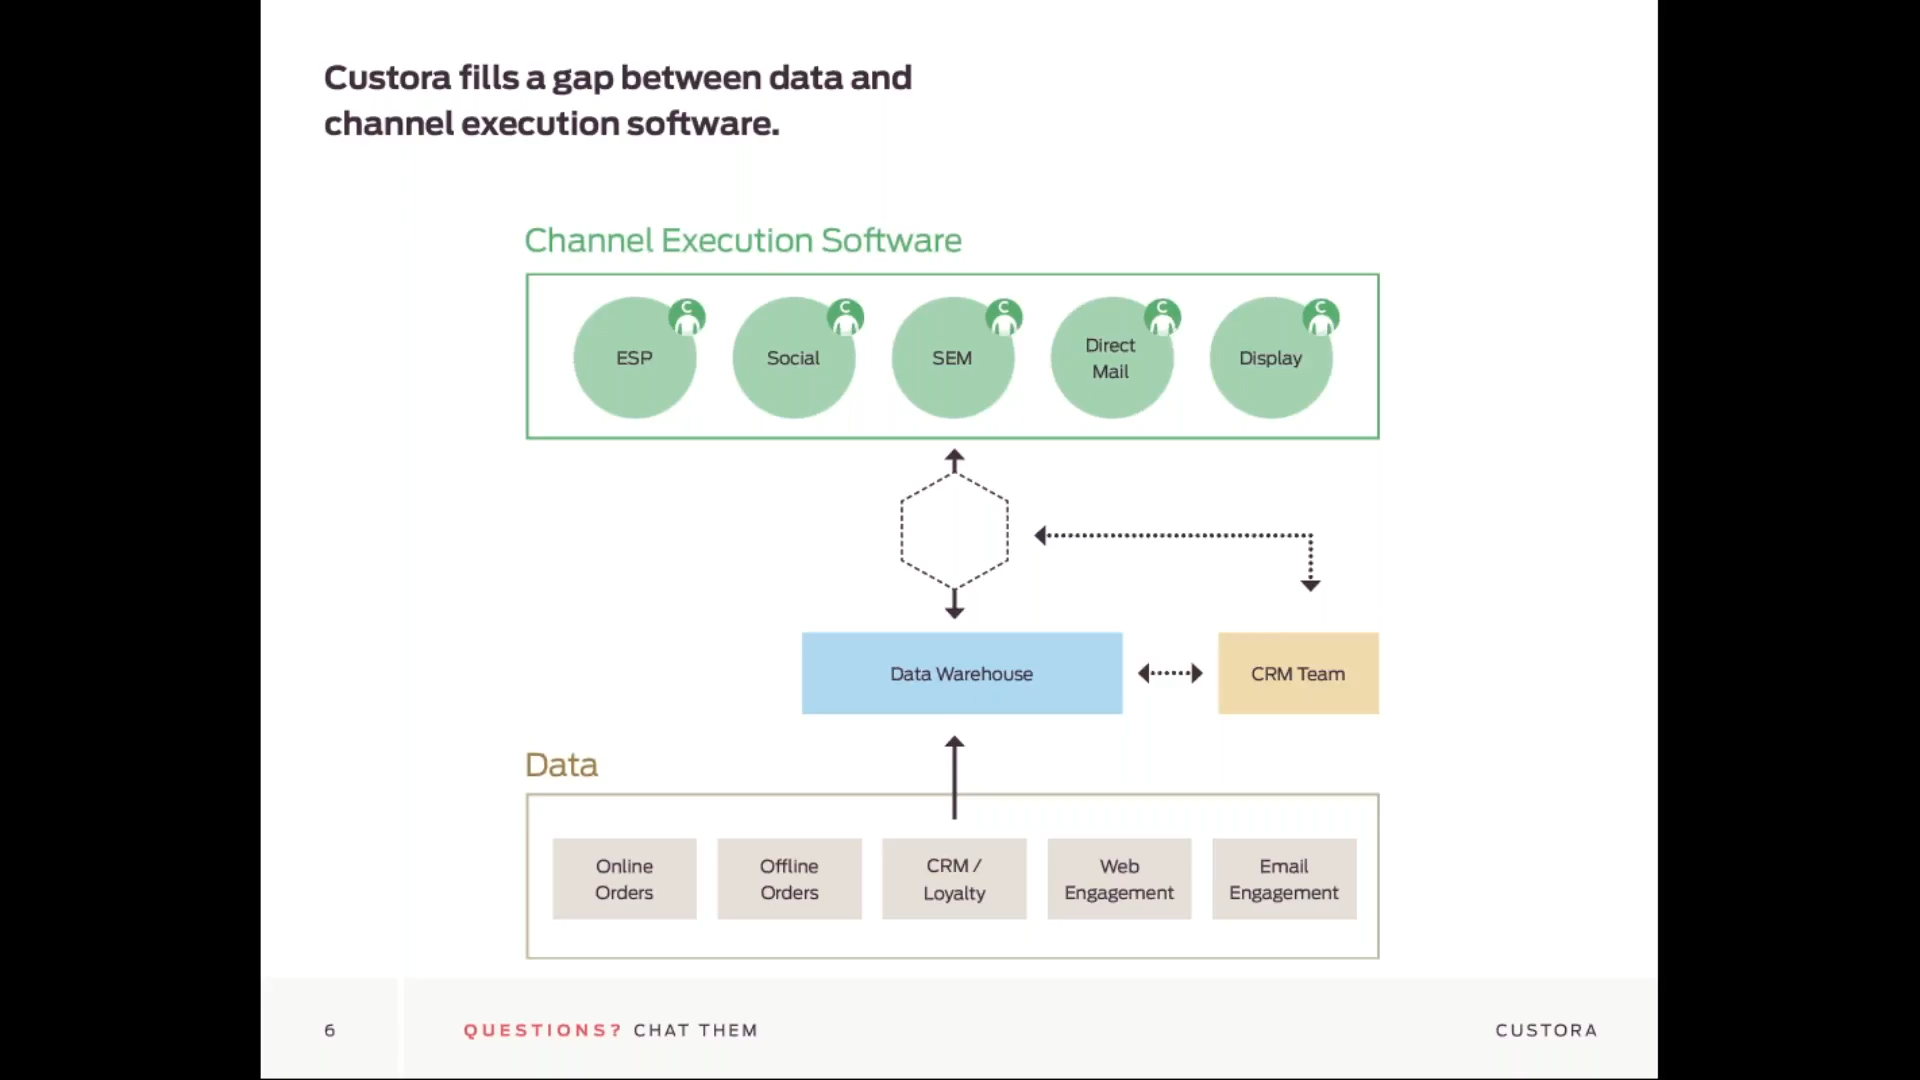 Custora fills a gap between data and
channel execution software.
Channel Execution Software
C
C
C
C
C
ESP
Social
SEM
Direct
Mail
Display
Data Warehouse
CRM Team
Data
Online
Orders
Offline
Orders
CRM /
Loyalty
Web
Engagement
Email
Engagement
6
QUESTIONS? CHAT THEM
CUSTORA